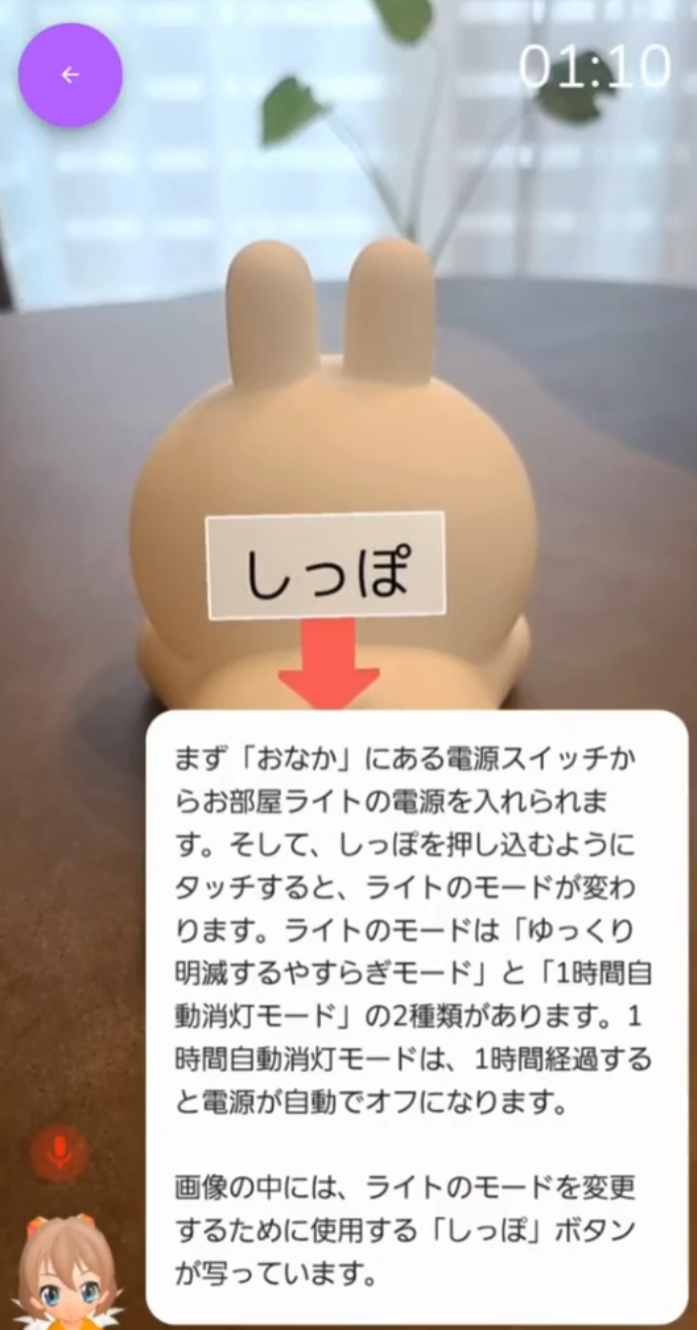 01:10
しっぽ
まず「おなか」にある電源スイッチか
らお部屋ライトの電源を入れられま
す。そして、しっぽを押し込むように
タッチすると、ライトのモードが変わ
ります。ライトのモードは「ゆっくり
明滅するやすらぎモード」と「1時間自
動消灯モード」の2種類があります。1
時間自動消灯モードは、1時間経過する
と電源が自動でオフになります。
画像の中には、ライトのモードを変更
するために使用する「しっぽ」ボタン
が写っています。